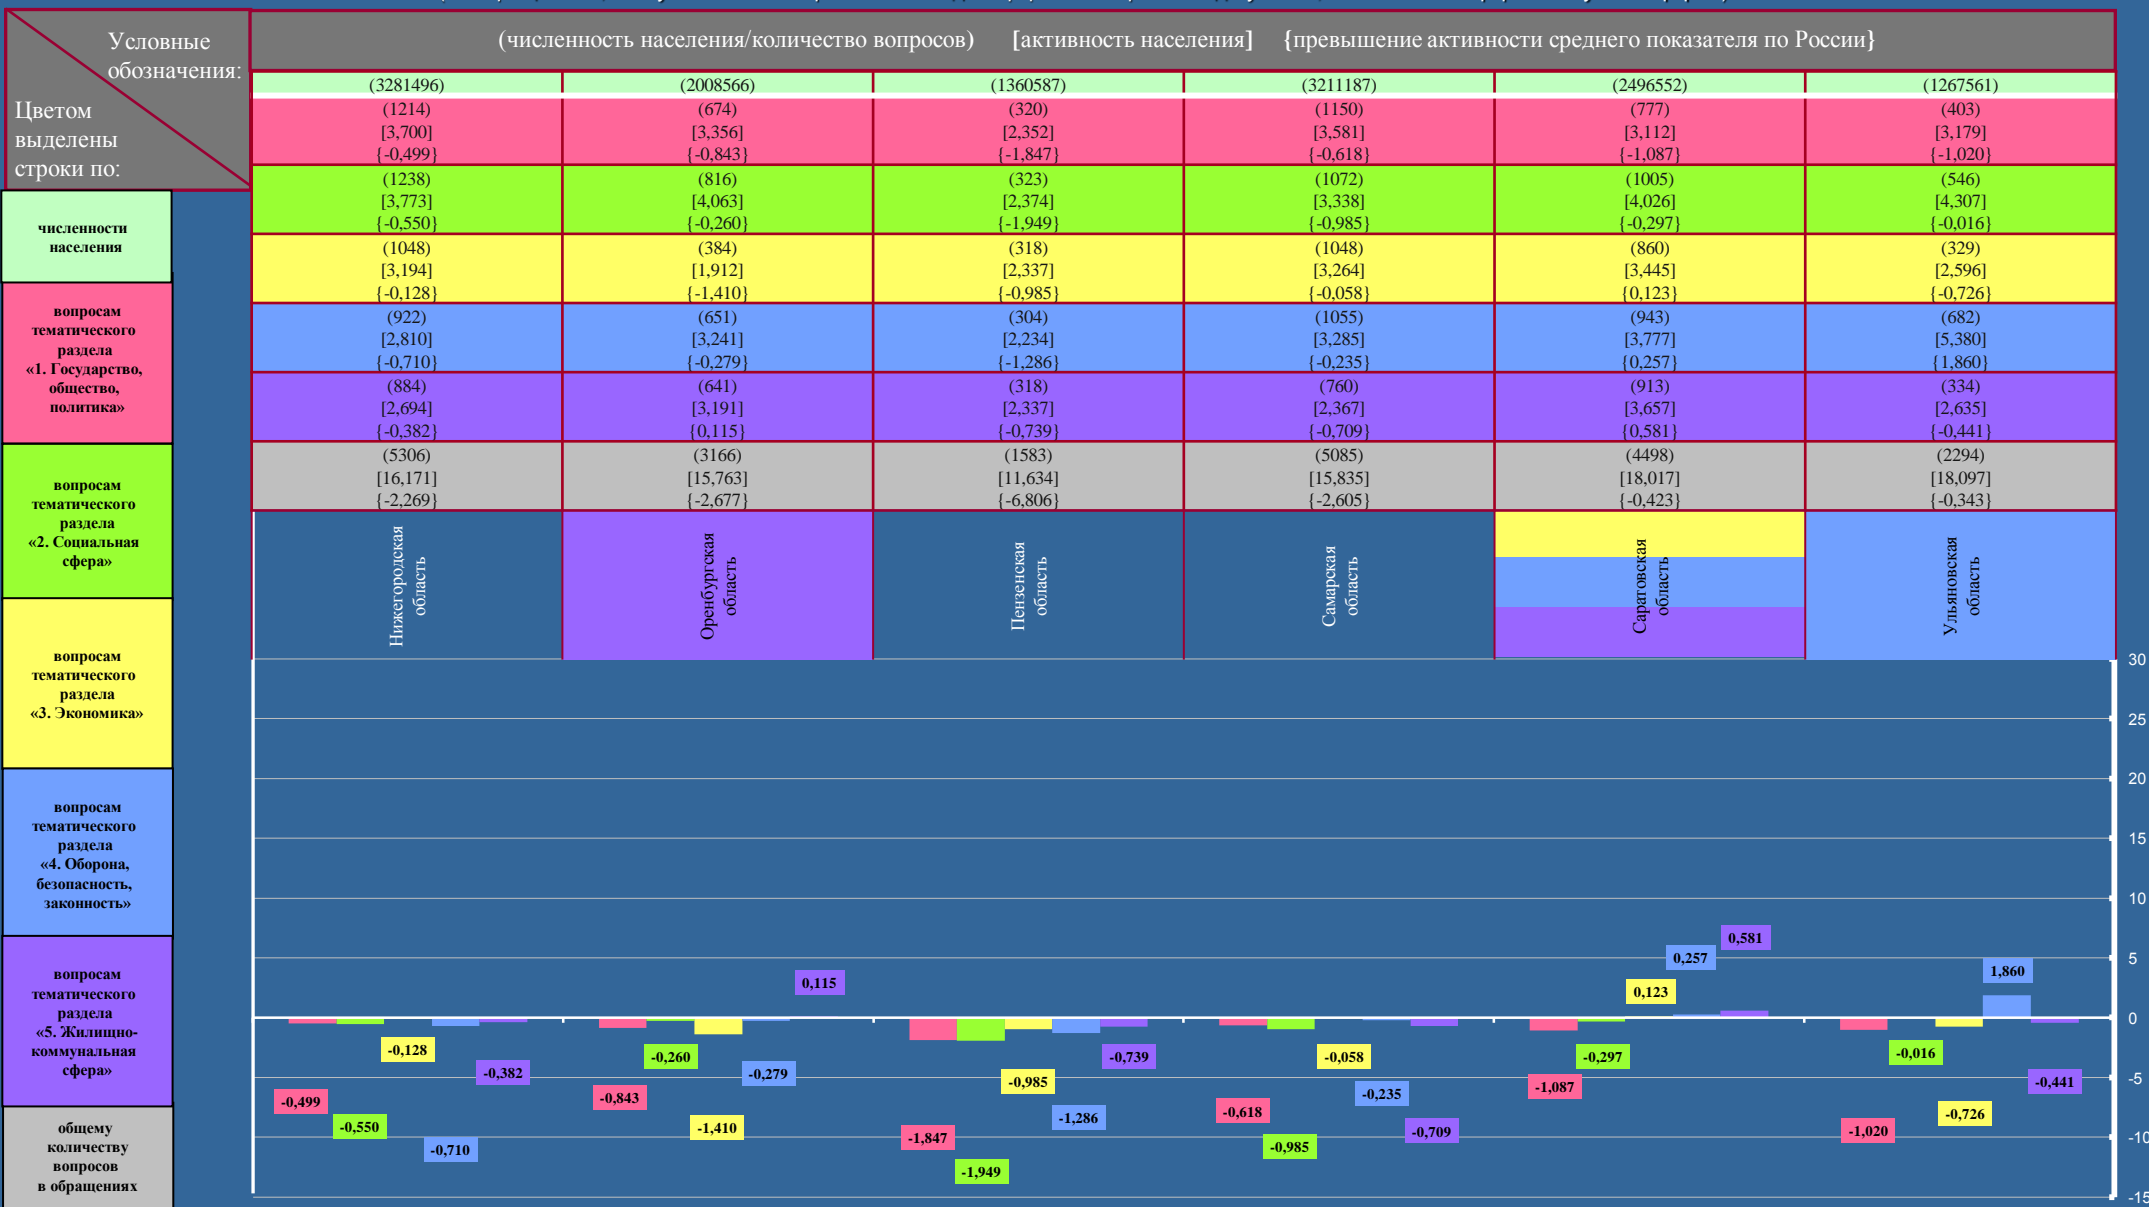 Условные
обозначения:
Цветом
выделены
строки по:
(численность населения/количество вопросов) [активность населения] {превышение активности среднего показателя по России}
(3281496) (2008566) (1360587) (3211187) (2496552) (1267561)
(1214) (674) (320) (1150) (777) (403)
[3,700] [3,356] [2,352] [3,581] [3,112] [3,179]
{-0,499} {-0,843} {-1,847} {-0,618} {-1,087} {-1,020}
(1238) (816) (323) (1072) (1005) (546)
[3,773] [4,063] [2,374] [3,338] [4,026] [4,307]
{-0,550} {-0,260} {-1,949} {-0,985} {-0,297} {-0,016}
(1048) (384) (318) (1048) (860) (329)
[3,194] [1,912] [2,337] [3,264] [3,445] [2,596]
{-0,128} {-1,410} {-0,985} {-0,058} {0,123} {-0,726}
(922) (651) (304) (1055) (943) (682)
[2,810] [3,241] [2,234] [3,285] [3,777] [5,380]
{-0,710} {-0,279} {-1,286} {-0,235} {0,257} {1,860}
(884) (641) (318) (760) (913) (334)
[2,694] [3,191] [2,337] [2,367] [3,657] [2,635]
{-0,382} {0,115} {-0,739} {-0,709} {0,581} {-0,441}
(5306) (3166) (1583) (5085) (4498) (2294)
[16,171] [15,763] [11,634] [15,835] [18,017] [18,097]
{-2,269} {-2,677} {-6,806} {-2,605} {-0,423} {-0,343}
Нижегородская
область
Оренбургская
область
Пензенская
область
Самарская
область
Саратовская
область
Ульяновская
область
численности
населения
вопросам
тематического
раздела
«1. Государство,
общество,
политика»
вопросам
тематического
раздела
«2. Социальная
сфера»
вопросам
тематического
раздела
«3. Экономика»
вопросам
тематического
раздела
«4. Оборона,
безопасность,
законность»
вопросам
тематического
раздела
«5. Жилищно-
коммунальная
сфера»
общему
количеству
вопросов
в обращениях
30
25
20
15
10
5
0
-5
-10
-15
-0,499
-0,550
-0,128
-0,710
-0,382
-0,843
-0,260
-1,410
-0,279
0,115
-1,847
-1,949
-0,985
-1,286
-0,739
-0,618
-0,985
-0,058
-0,235
-0,709
-1,087
-0,297
0,123
0,257
0,581
-1,020
-0,016
-0,726
1,860
-0,441